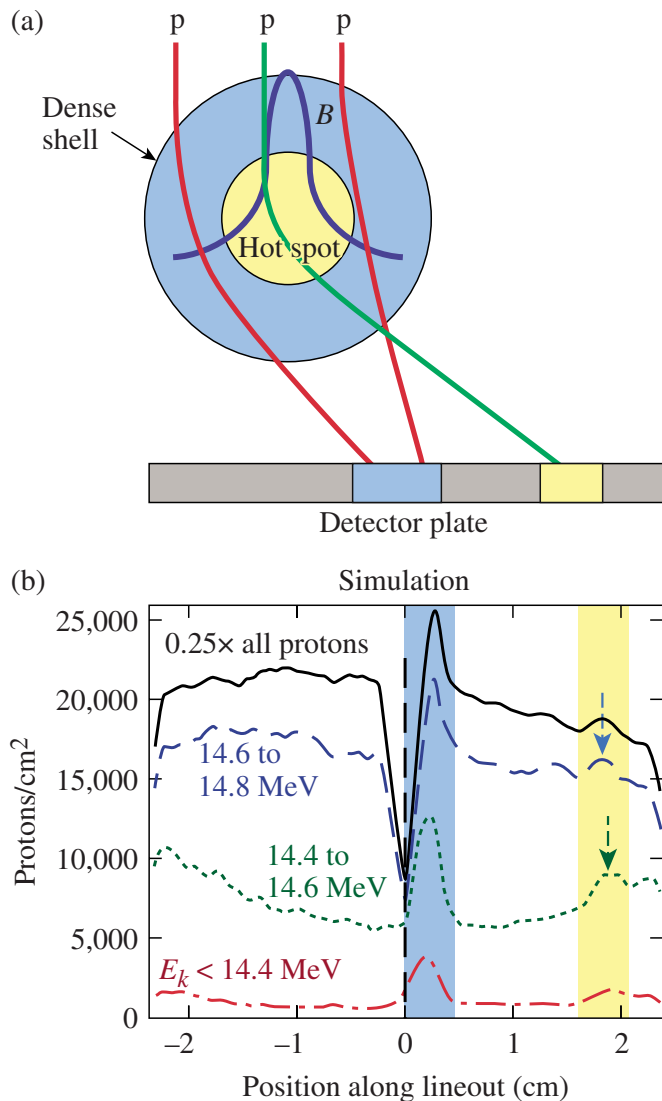 (a)
p p p
Dense
shell
B
Hot spot
Detector plate
(b)
Simulation
25,000
0.25× all protons
20,000
14.6 to
14.8 MeV
15,000
Protons/cm²
10,000
14.4 to
14.6 MeV
5,000
Eₖ < 14.4 MeV
0
–2 –1 0 1 2
Position along lineout (cm)